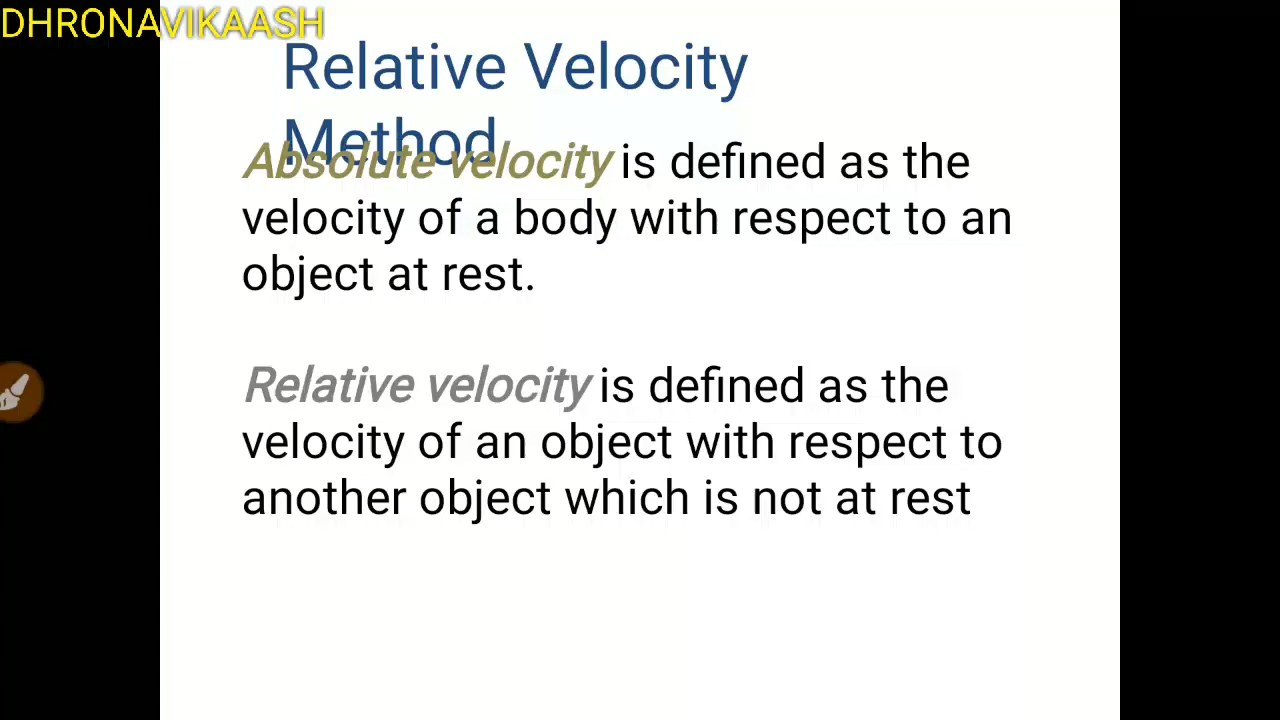 DHRONAVIKAASH
Relative Velocity
Method
Absolute velocity is defined as the
velocity of a body with respect to an
object at rest.
Relative velocity is defined as the
velocity of an object with respect to
another object which is not at rest